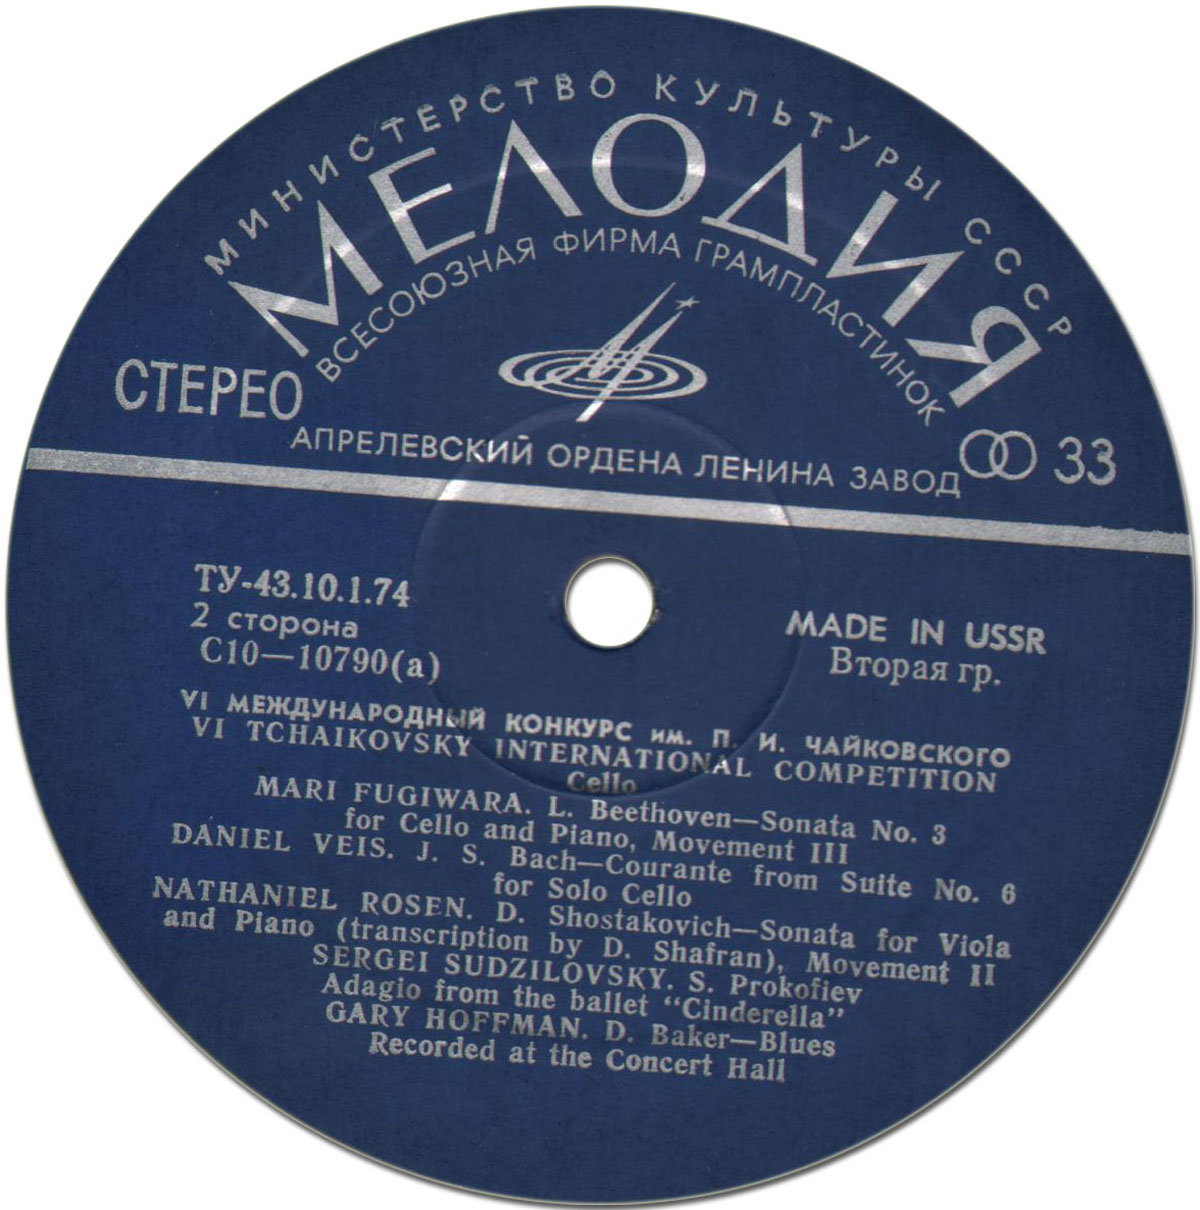 МИНИСТЕРСТВО КУЛЬТУРЫ СССР
МЕЛОДИЯ
ВСЕСОЮЗНАЯ ФИРМА ГРАМПЛАСТИНОК
СТЕРЕО
33
АПРЕЛЕВСКИЙ ОРДЕНА ЛЕНИНА ЗАВОД
ТУ-43.10.1.74
2 сторона
С10—10790(а)
MADE IN USSR
Вторая гр.
VI МЕЖДУНАРОДНЫЙ КОНКУРС им. П. И. ЧАЙКОВСКОГО
VI TCHAIKOVSKY INTERNATIONAL COMPETITION
Cello
MARI FUGIWARA. L. Beethoven—Sonata No. 3
for Cello and Piano, Movement III
DANIEL VEIS. J. S. Bach—Courante from Suite No. 6
for Solo Cello
NATHANIEL ROSEN. D. Shostakovich—Sonata for Viola
and Piano (transcription by D. Shafran), Movement II
SERGEI SUDZILOVSKY. S. Prokofiev
Adagio from the ballet "Cinderella"
GARY HOFFMAN. D. Baker—Blues
Recorded at the Concert Hall